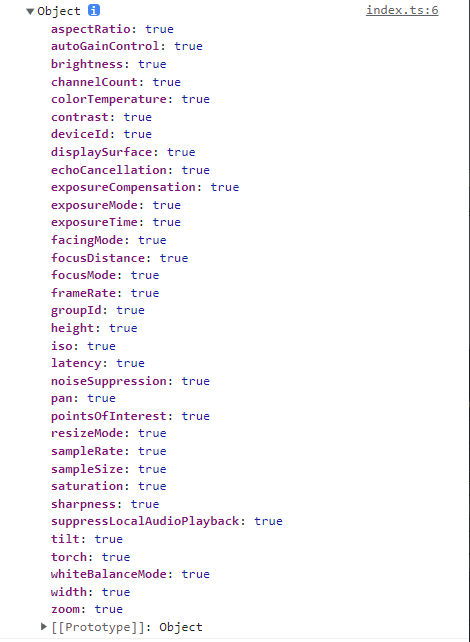 ▼Object i index.ts:6
aspectRatio: true
autoGainControl: true
brightness: true
channelCount: true
colorTemperature: true
contrast: true
deviceId: true
displaySurface: true
echoCancellation: true
exposureCompensation: true
exposureMode: true
exposureTime: true
facingMode: true
focusDistance: true
focusMode: true
frameRate: true
groupId: true
height: true
iso: true
latency: true
noiseSuppression: true
pan: true
pointsOfInterest: true
resizeMode: true
sampleRate: true
sampleSize: true
saturation: true
sharpness: true
suppressLocalAudioPlayback: true
tilt: true
torch: true
whiteBalanceMode: true
width: true
zoom: true
▶[[Prototype]]: Object